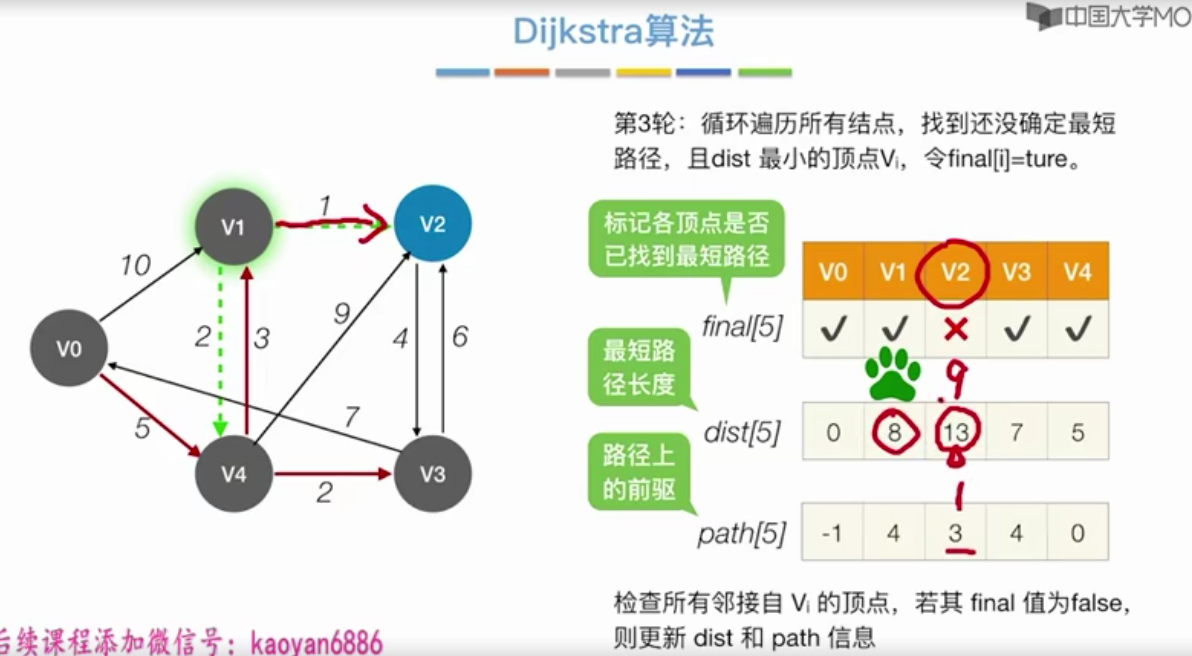 Dijkstra算法
中国大学MO
第3轮：循环遍历所有结点，找到还没确定最短
路径，且dist 最小的顶点Vᵢ，令final[i]=ture。
标记各顶点是否
已找到最短路径
V0 V1 V2 V3 V4
final[5] ✓ ✓ × ✓ ✓
9
最短路
径长度
dist[5] 0 8 13 7 5
1
路径上
的前驱
path[5] -1 4 3 4 0
检查所有邻接自 Vᵢ 的顶点，若其 final 值为false，
则更新 dist 和 path 信息
V1
1
V2
10
2
3
9
4
6
V0
7
5
V4
2
V3
后续课程添加微信号：kaoyan6886